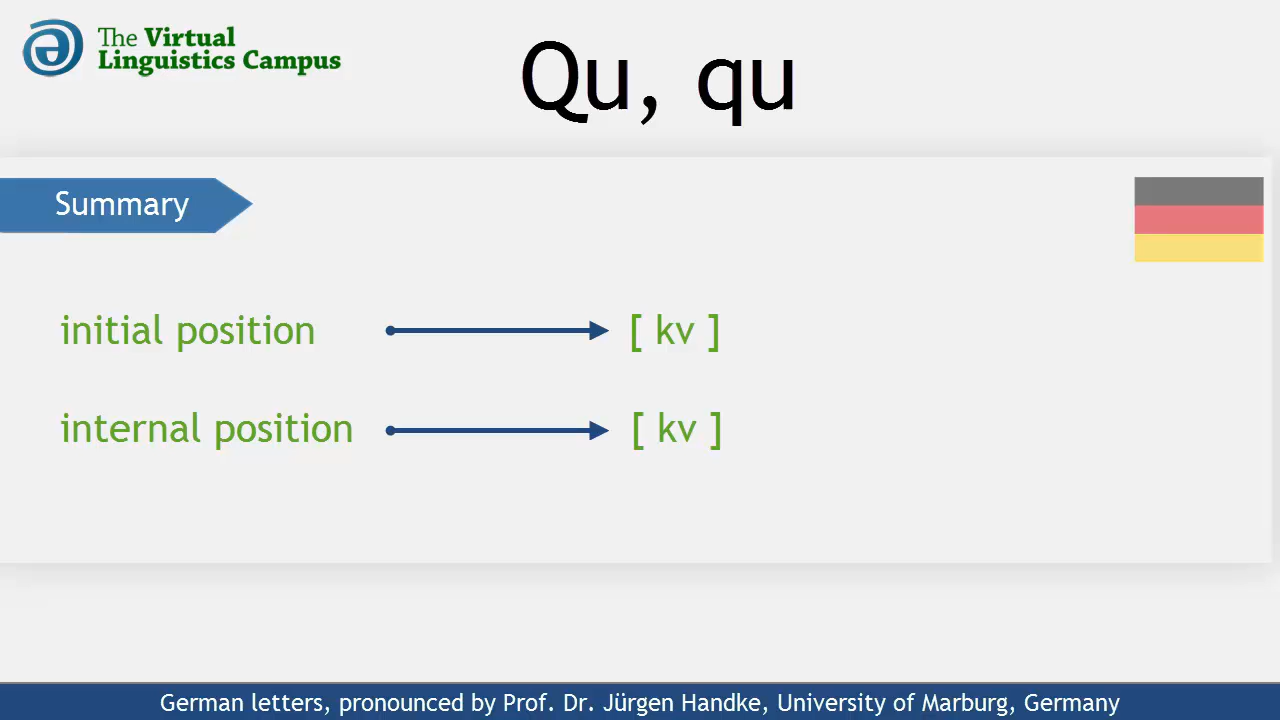 The Virtual
Linguistics Campus
Qu, qu
Summary
initial position [ kv ]
internal position [ kv ]
German letters, pronounced by Prof. Dr. Jürgen Handke, University of Marburg, Germany